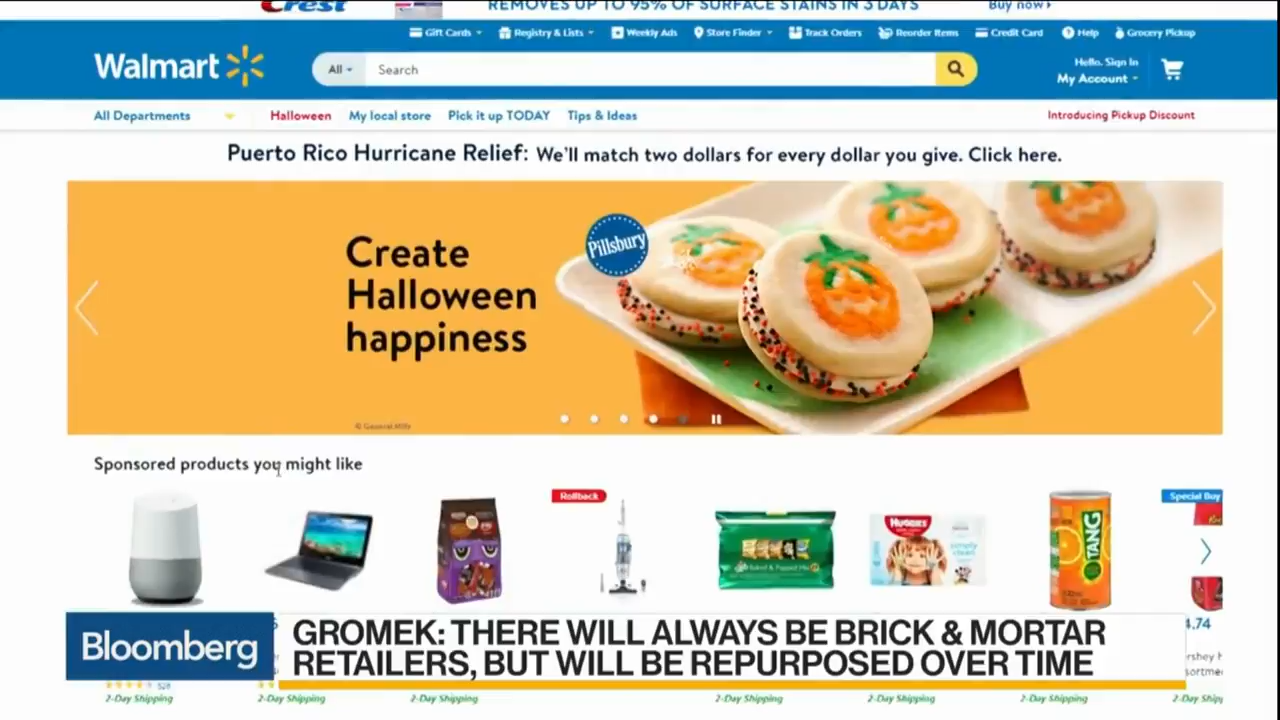 Crest
REMOVES UP TO 95% OF SURFACE STAINS IN 3 DAYS
Buy now
Gift Cards
Registry & Lists
Weekly Ads
Store Finder
Track Orders
Reorder Items
Credit Card
Help
Grocery Pickup
Walmart
All
Search
Hello. Sign In
My Account
All Departments
Halloween
My local store
Pick it up TODAY
Tips & Ideas
Introducing Pickup Discount
Puerto Rico Hurricane Relief: We'll match two dollars for every dollar you give. Click here.
Create
Halloween
happiness
Pillsbury
© General Mills
Sponsored products you might like
Rollback
Special Buy
HUGGIES
simply
clean
TANG
Bloomberg
GROMEK: THERE WILL ALWAYS BE BRICK & MORTAR
RETAILERS, BUT WILL BE REPURPOSED OVER TIME
4.74
528
2-Day Shipping
2-Day Shipping
2-Day Shipping
2-Day Shipping
2-Day Shipping
2-Day Shipping
2-Day Ship